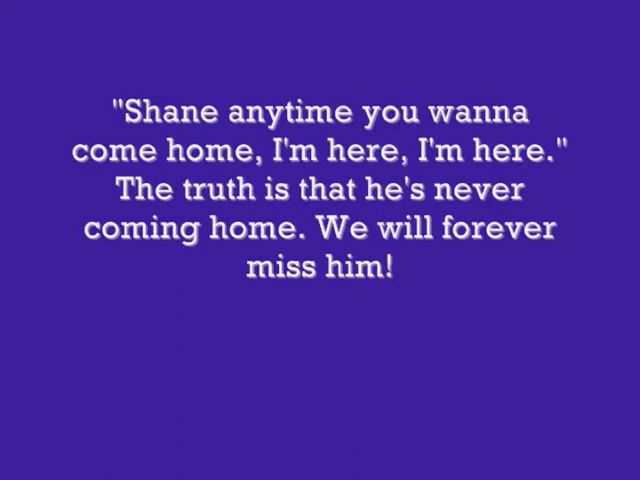 "Shane anytime you wanna
come home, I'm here, I'm here."
The truth is that he's never
coming home. We will forever
miss him!